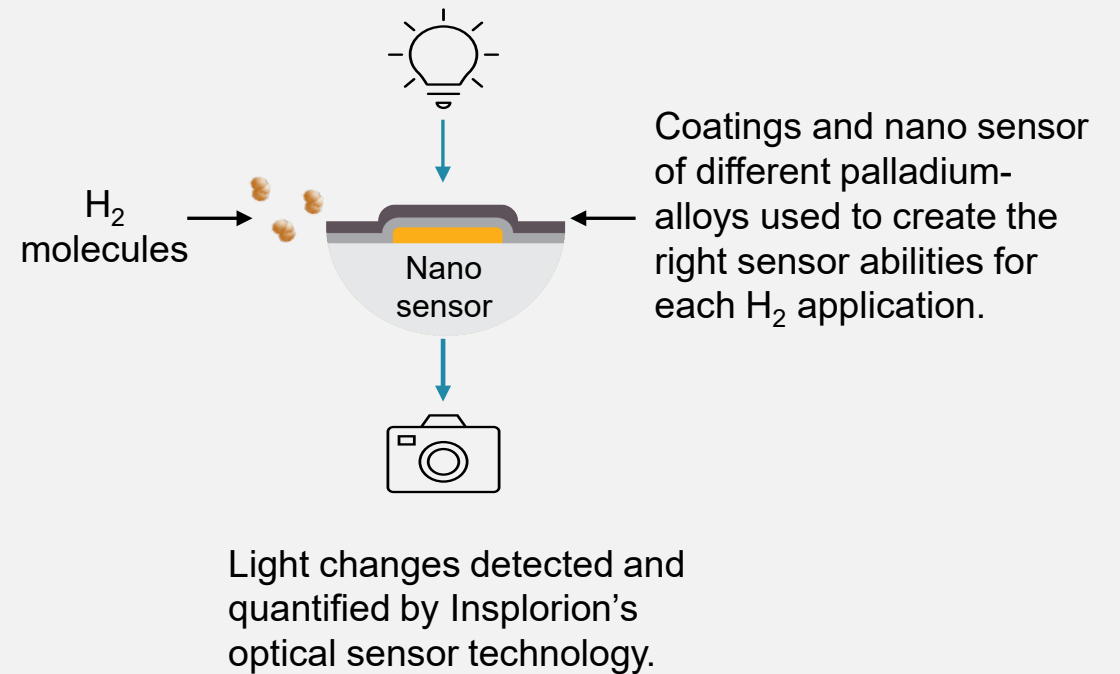 H₂
molecules
Nano
sensor
Coatings and nano sensor
of different palladium-
alloys used to create the
right sensor abilities for
each H₂ application.
Light changes detected and
quantified by Insplorion’s
optical sensor technology.